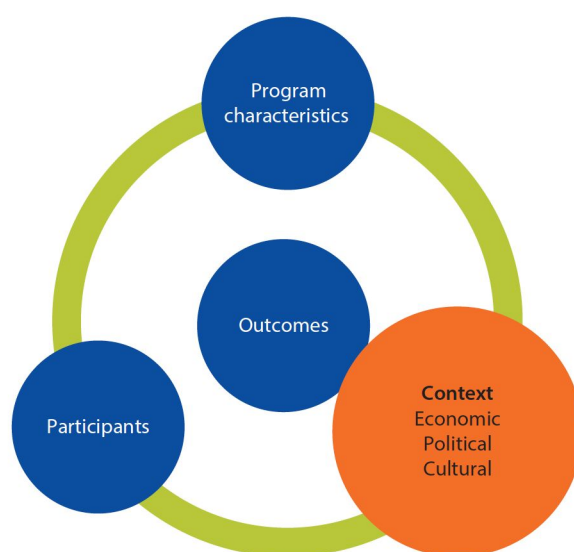 Program
characteristics
Outcomes
Participants
Context
Economic
Political
Cultural